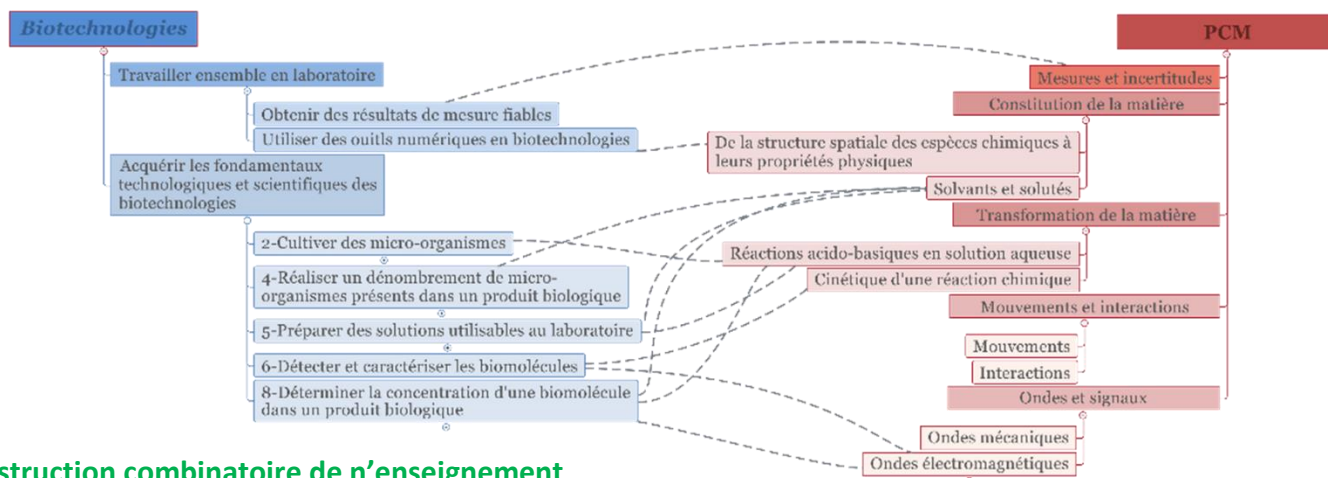 Biotechnologies
Travailler ensemble en laboratoire
Obtenir des résultats de mesure fiables
Utiliser des outils numériques en biotechnologies
Acquérir les fondamentaux
technologiques et scientifiques des
biotechnologies
2-Cultiver des micro-organismes
4-Réaliser un dénombrement de micro-
organismes présents dans un produit biologique
5-Préparer des solutions utilisables au laboratoire
6-Détecter et caractériser les biomolécules
8-Déterminer la concentration d'une biomolécule
dans un produit biologique
PCM
Mesures et incertitudes
Constitution de la matière
De la structure spatiale des espèces chimiques à
leurs propriétés physiques
Solvants et solutés
Transformation de la matière
Réactions acido-basiques en solution aqueuse
Cinétique d'une réaction chimique
Mouvements et interactions
Mouvements
Interactions
Ondes et signaux
Ondes mécaniques
Ondes électromagnétiques
struction combinatoire de n'enseignement